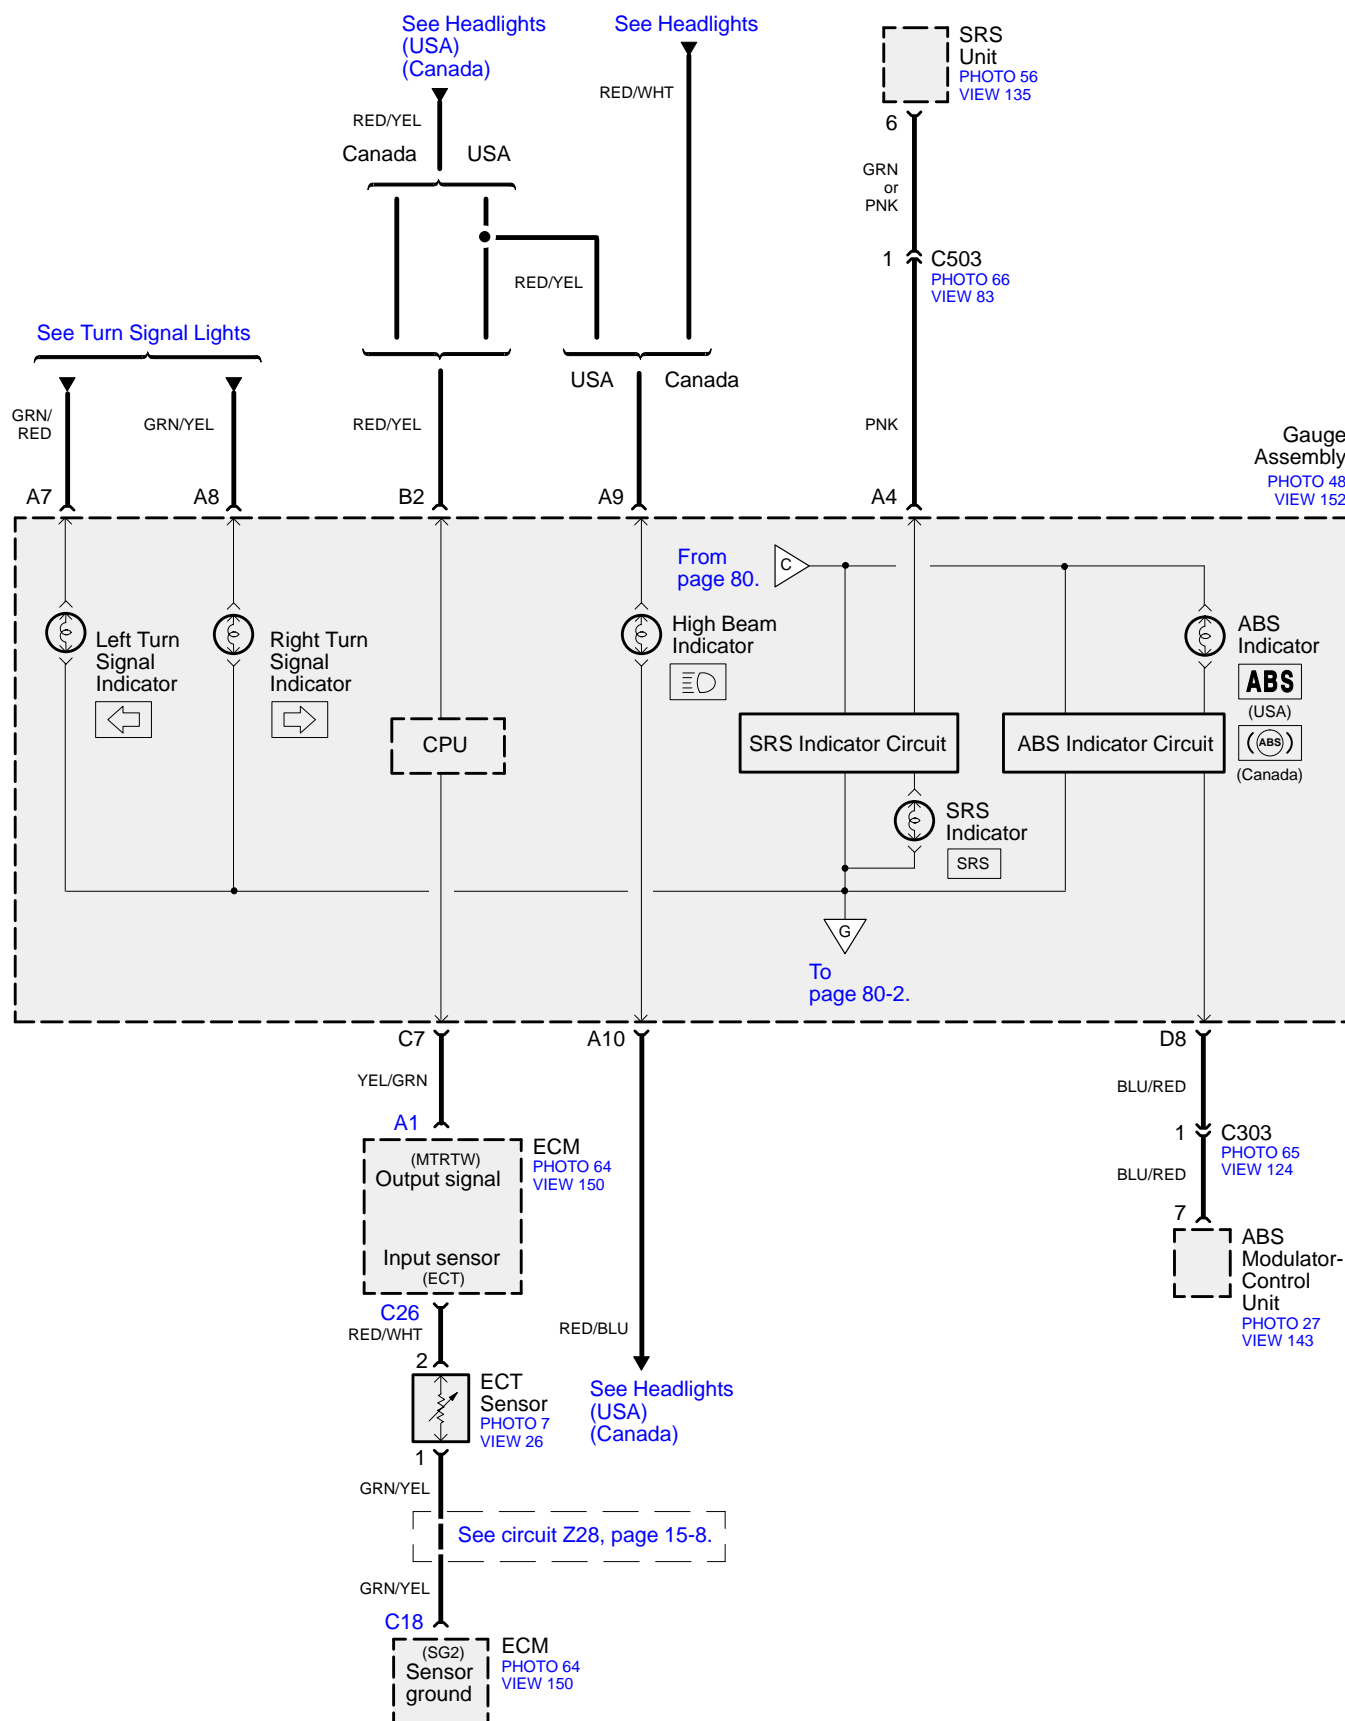 See Headlights
(USA)
(Canada)
See Headlights
SRS
Unit
PHOTO 56
VIEW 135
RED/WHT
RED/YEL
6
Canada
USA
GRN
or
PNK
1
C503
PHOTO 66
VIEW 83
RED/YEL
See Turn Signal Lights
USA
Canada
GRN/
RED
GRN/YEL
RED/YEL
PNK
Gauge
Assembly
PHOTO 48
VIEW 152
A7
A8
B2
A9
A4
From
page 80.
C
Left Turn
Signal
Indicator
Right Turn
Signal
Indicator
High Beam
Indicator
ABS
Indicator
ABS
(USA)
(ABS)
(Canada)
CPU
SRS Indicator Circuit
ABS Indicator Circuit
SRS
Indicator
SRS
G
To
page 80-2.
C7
A10
D8
YEL/GRN
BLU/RED
A1
1
C303
PHOTO 65
VIEW 124
(MTRTW)
Output signal
ECM
PHOTO 64
VIEW 150
BLU/RED
7
Input sensor
(ECT)
ABS
Modulator-
Control
Unit
PHOTO 27
VIEW 143
C26
RED/WHT
RED/BLU
2
ECT
Sensor
PHOTO 7
VIEW 26
See Headlights
(USA)
(Canada)
1
GRN/YEL
See circuit Z28, page 15-8.
GRN/YEL
C18
(SG2)
Sensor
ground
ECM
PHOTO 64
VIEW 150